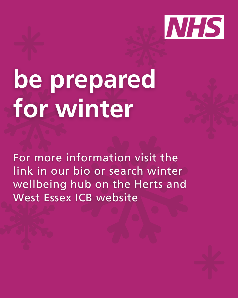 NHS
be prepared
for winter
For more information visit the
link in our bio or search winter
wellbeing hub on the Herts and
West Essex ICB website